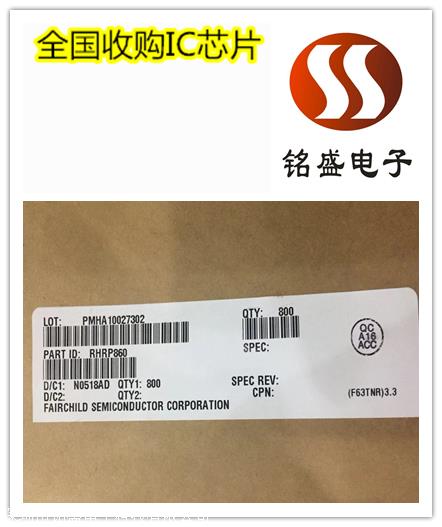 全国收购IC芯片
铭盛电子
LOT: PMHA10027302
QTY: 800
PART ID: RHRP860
SPEC:
QC
A16
ACC
D/C1: N0518AD QTY1: 800
D/C2: QTY2:
SPEC REV:
CPN:
(F63TNR)3.3
FAIRCHILD SEMICONDUCTOR CORPORATION